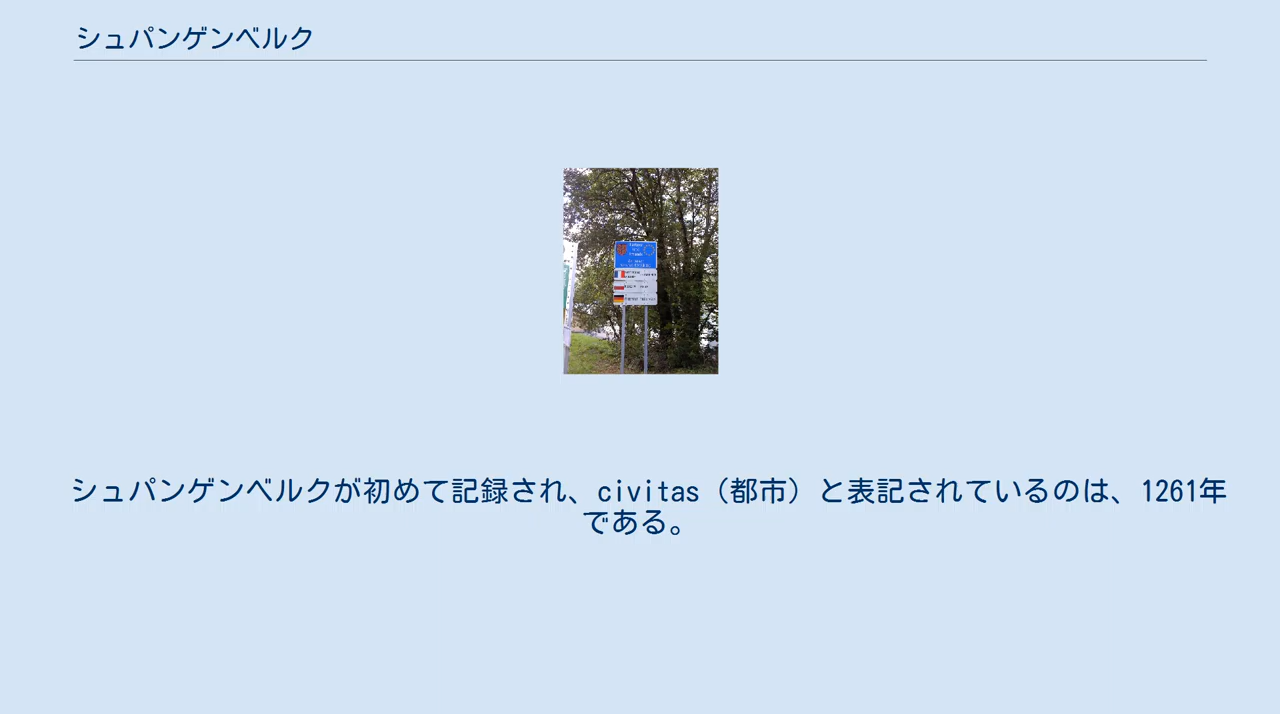 シュパンゲンベルク
シュパンゲンベルクが初めて記録され、civitas（都市）と表記されているのは、1261年
である。